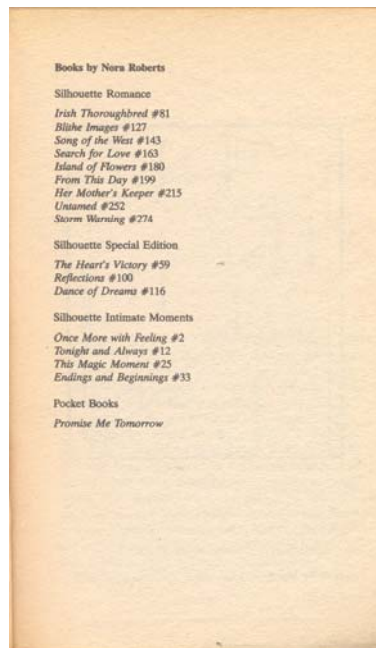 Books by Nora Roberts
Silhouette Romance
Irish Thoroughbred #81
Blithe Images #127
Song of the West #143
Search for Love #163
Island of Flowers #180
From This Day #199
Her Mother's Keeper #215
Untamed #252
Storm Warning #274
Silhouette Special Edition
The Heart's Victory #59
Reflections #100
Dance of Dreams #116
Silhouette Intimate Moments
Once More with Feeling #2
Tonight and Always #12
This Magic Moment #25
Endings and Beginnings #33
Pocket Books
Promise Me Tomorrow